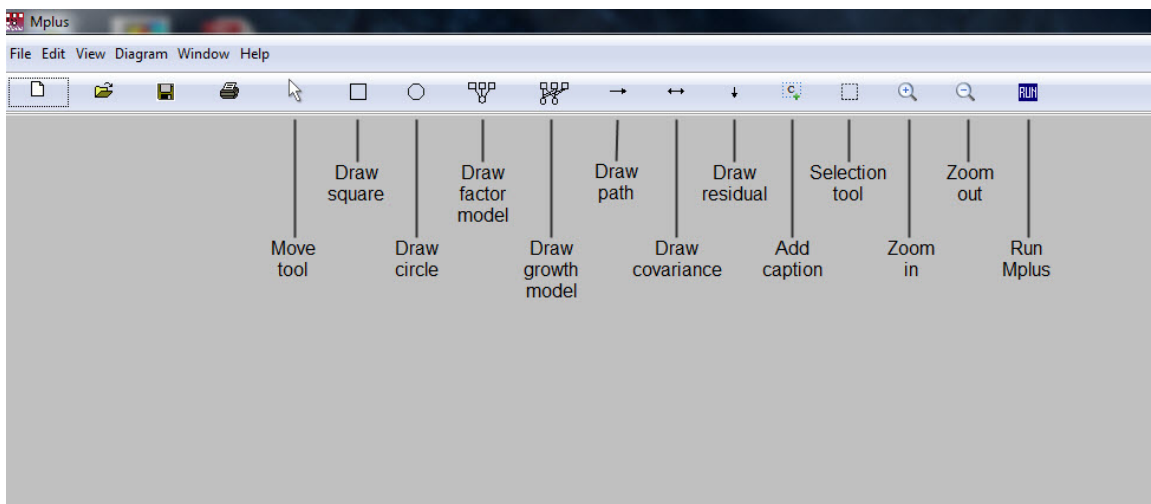 Mplus
File Edit View Diagram Window Help
C
RUN
Draw
square
Draw
factor
model
Draw
path
Draw
residual
Selection
tool
Zoom
out
Move
tool
Draw
circle
Draw
growth
model
Draw
covariance
Add
caption
Zoom
in
Run
Mplus